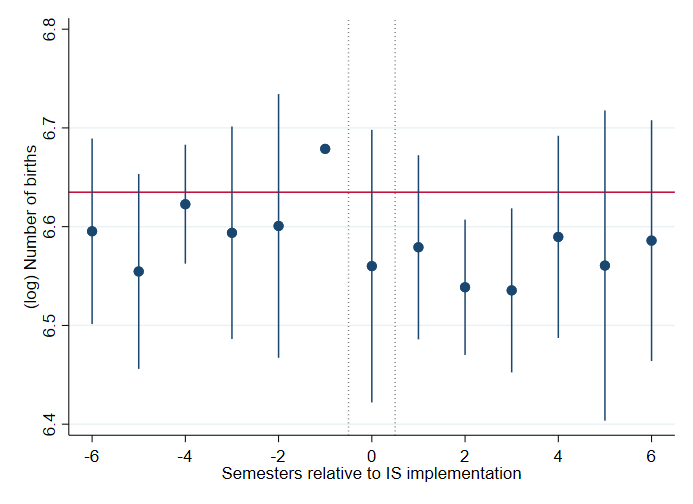 (log) Number of births
6.8
6.7
6.6
6.5
6.4
-6 -4 -2 0 2 4 6
Semesters relative to IS implementation